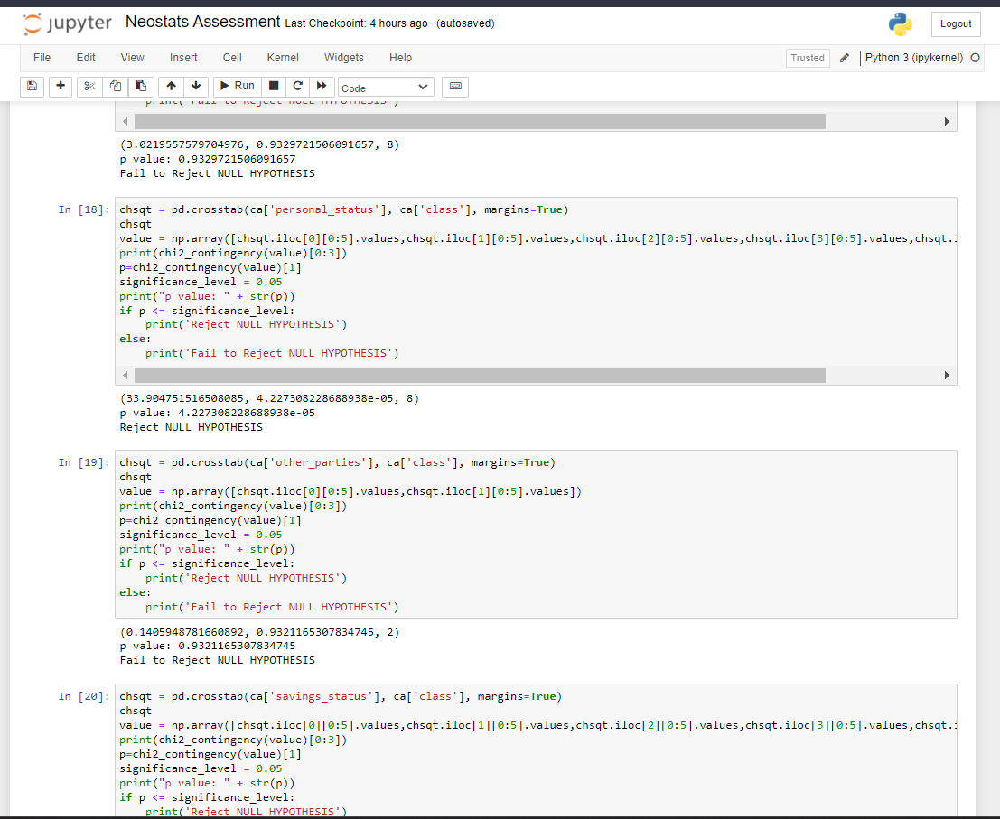 jupyter Neostats Assessment Last Checkpoint: 4 hours ago (autosaved)
Logout
File Edit View Insert Cell Kernel Widgets Help
Trusted Python 3 (ipykernel)
Run Code
print('Fail to Reject NULL HYPOTHESIS')
(3.0219557579704976, 0.9329721506091657, 8)
p value: 0.9329721506091657
Fail to Reject NULL HYPOTHESIS
In [18]: chsqt = pd.crosstab(ca['personal_status'], ca['class'], margins=True)
chsqt
value = np.array([chsqt.iloc[0][0:5].values,chsqt.iloc[1][0:5].values,chsqt.iloc[2][0:5].values,chsqt.iloc[3][0:5].values,chsqt.i
print(chi2_contingency(value)[0:3])
p=chi2_contingency(value)[1]
significance_level = 0.05
print("p value: " + str(p))
if p <= significance_level:
    print('Reject NULL HYPOTHESIS')
else:
    print('Fail to Reject NULL HYPOTHESIS')
(33.904751516508085, 4.227308228688938e-05, 8)
p value: 4.227308228688938e-05
Reject NULL HYPOTHESIS
In [19]: chsqt = pd.crosstab(ca['other_parties'], ca['class'], margins=True)
chsqt
value = np.array([chsqt.iloc[0][0:5].values,chsqt.iloc[1][0:5].values])
print(chi2_contingency(value)[0:3])
p=chi2_contingency(value)[1]
significance_level = 0.05
print("p value: " + str(p))
if p <= significance_level:
    print('Reject NULL HYPOTHESIS')
else:
    print('Fail to Reject NULL HYPOTHESIS')
(0.1405948781660892, 0.9321165307834745, 2)
p value: 0.9321165307834745
Fail to Reject NULL HYPOTHESIS
In [20]: chsqt = pd.crosstab(ca['savings_status'], ca['class'], margins=True)
chsqt
value = np.array([chsqt.iloc[0][0:5].values,chsqt.iloc[1][0:5].values,chsqt.iloc[2][0:5].values,chsqt.iloc[3][0:5].values,chsqt.i
print(chi2_contingency(value)[0:3])
p=chi2_contingency(value)[1]
significance_level = 0.05
print("p value: " + str(p))
if p <= significance_level:
    print('Reject NULL HYPOTHESIS')